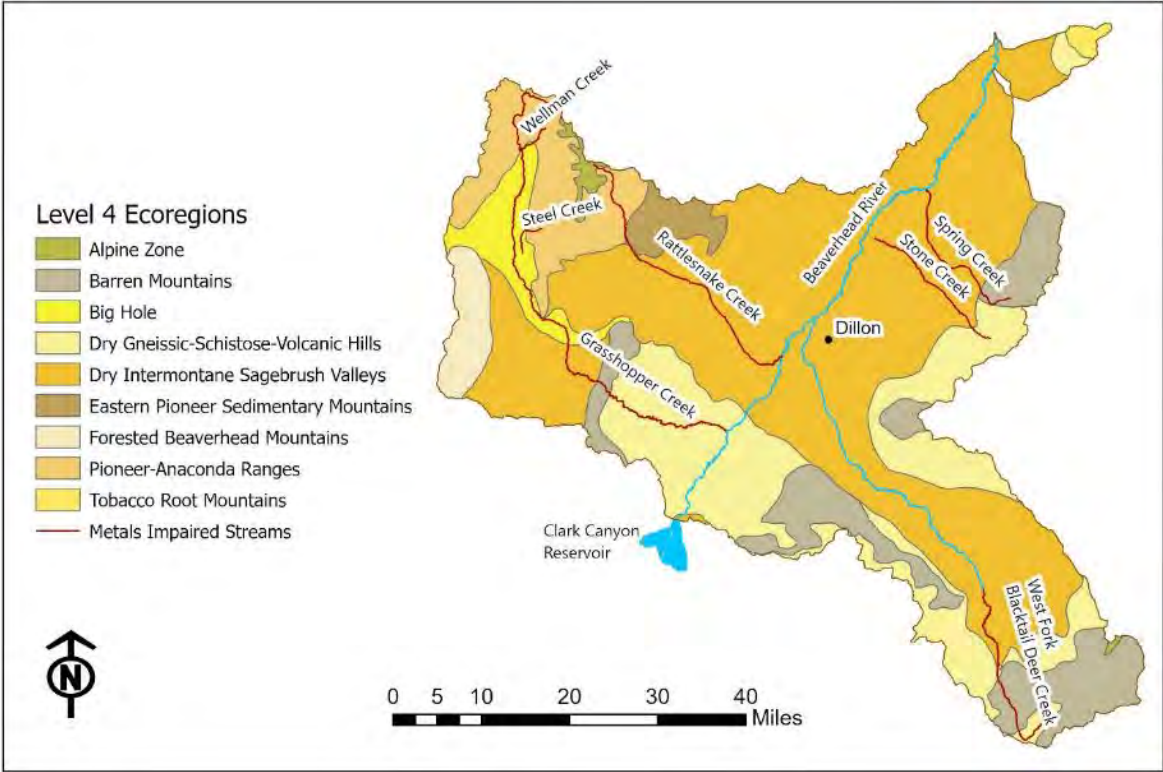 Level 4 Ecoregions
Alpine Zone
Barren Mountains
Big Hole
Dry Gneissic-Schistose-Volcanic Hills
Dry Intermontane Sagebrush Valleys
Eastern Pioneer Sedimentary Mountains
Forested Beaverhead Mountains
Pioneer-Anaconda Ranges
Tobacco Root Mountains
Metals Impaired Streams
Wellman Creek
Steel Creek
Rattlesnake Creek
Grasshopper Creek
Beaverhead River
Spring Creek
Stone Creek
Dillon
Clark Canyon
Reservoir
West Fork
Blacktail Deer Creek
N
0 5 10 20 30 40
Miles